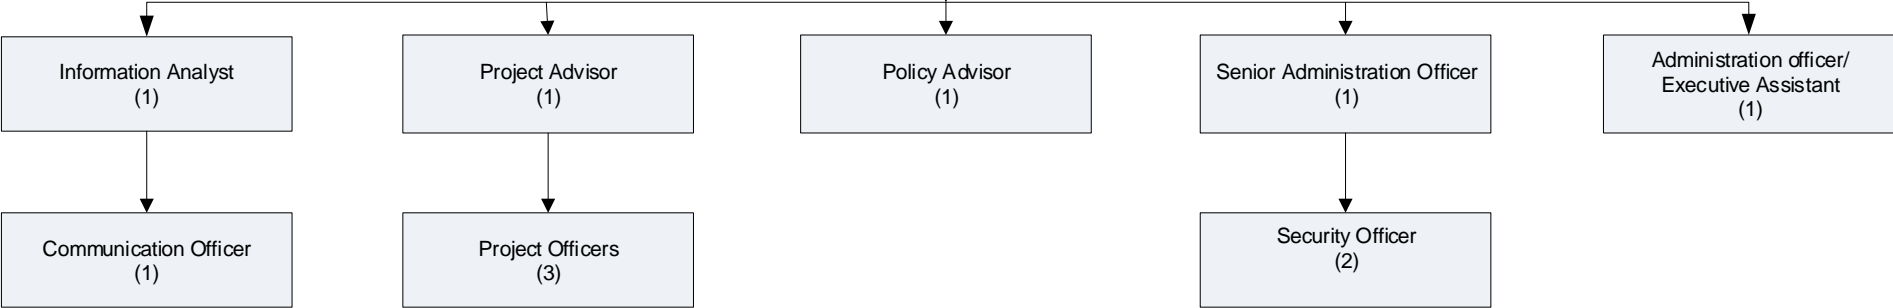 Information Analyst
(1)
Project Advisor
(1)
Policy Advisor
(1)
Senior Administration Officer
(1)
Administration officer/
Executive Assistant
(1)
Communication Officer
(1)
Project Officers
(3)
Security Officer
(2)